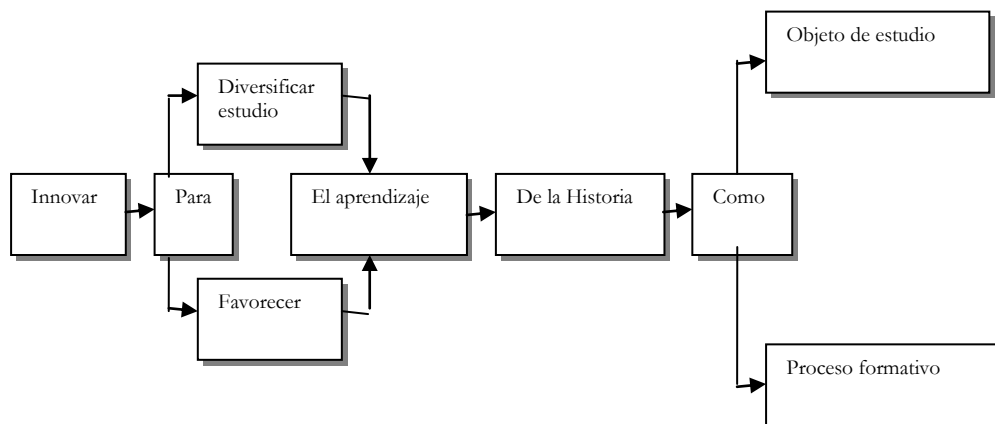 Objeto de estudio
Diversificar
estudio
Innovar
Para
El aprendizaje
De la Historia
Como
Favorecer
Proceso formativo